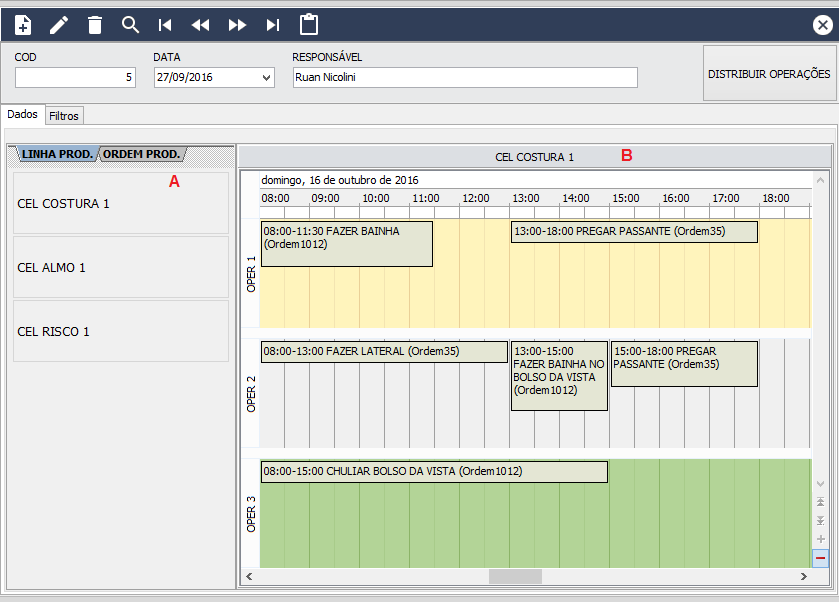 COD
DATA
RESPONSÁVEL
5
27/09/2016
Ruan Nicolini
DISTRIBUIR OPERAÇÕES
Dados
Filtros
LINHA PROD.
ORDEM PROD.
A
CEL COSTURA 1
CEL ALMO 1
CEL RISCO 1
CEL COSTURA 1
B
domingo, 16 de outubro de 2016
08:00 09:00 10:00 11:00 12:00 13:00 14:00 15:00 16:00 17:00 18:00
OPER 1
08:00-11:30 FAZER BAINHA
(Ordem1012)
13:00-18:00 PREGAR PASSANTE (Ordem35)
OPER 2
08:00-13:00 FAZER LATERAL (Ordem35)
13:00-15:00
FAZER BAINHA NO
BOLSO DA VISTA
(Ordem1012)
15:00-18:00 PREGAR
PASSANTE (Ordem35)
OPER 3
08:00-15:00 CHULIAR BOLSO DA VISTA (Ordem1012)